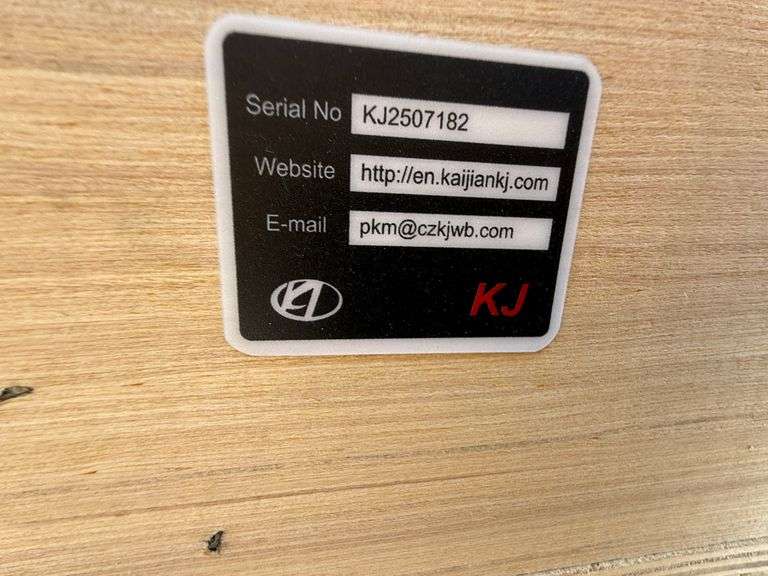 Serial No KJ2507182
Website http://en.kaijiankj.com
E-mail pkm@czkjwb.com
KJ